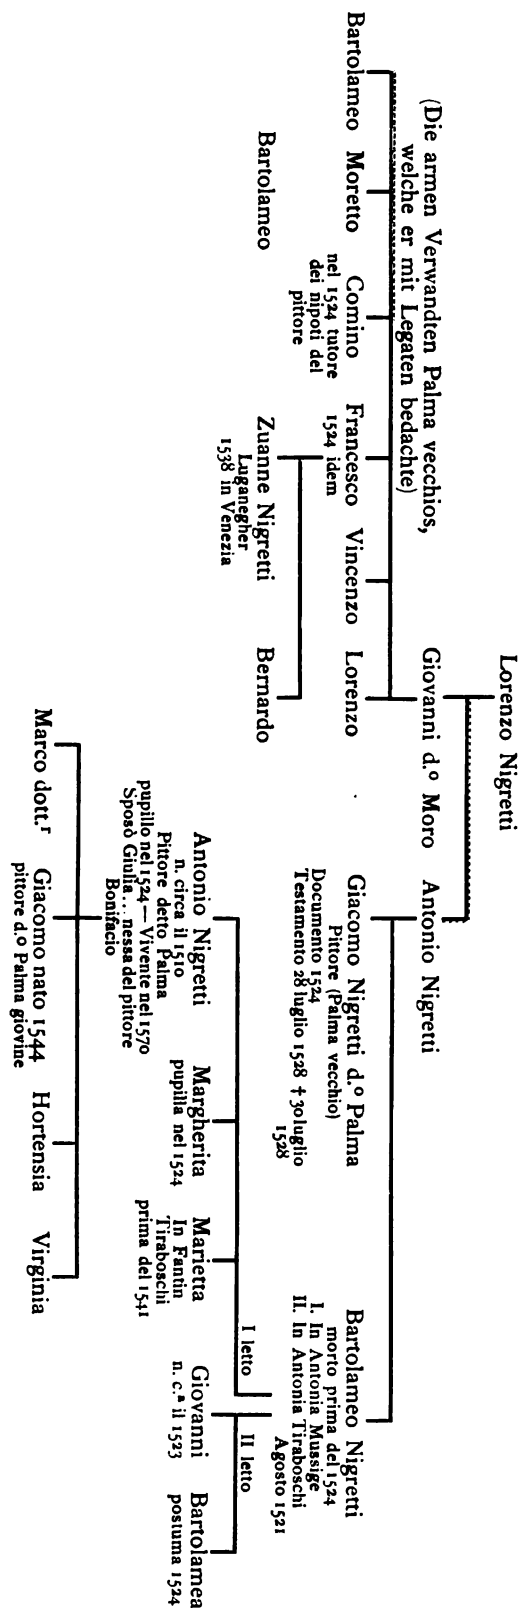 Lorenzo Nigretti
Giovanni d.º Moro
Antonio Nigretti
(Die armen Verwandten Palma vecchios,
welche er mit Legaten bedachte)
Bartolameo
Moretto
Comino
nel 1524 tutore
dei nipoti del
pittore
Francesco
1524 idem
Vincenzo
Lorenzo
Giacomo Nigretti d.º Palma
Pittore (Palma vecchio)
Documento 1524
Testamento 28 luglio 1528 † 30 luglio
1528
Bartolameo Nigretti
morto prima del 1524
I. In Antonia Mussige
II. In Antonia Tiraboschi
Agosto 1521
Bartolameo
Zuanne Nigretti
Luganegher
1538 in Venezia
Bernardo
I letto
II letto
Antonio Nigretti
n. circa il 1510
Pittore detto Palma
pupillo nel 1524 — Vivente nel 1570
Sposò Giulia... nessa del pittore
Bonifacio
Margherita
pupilla nel 1524
Marietta
In Fantin
Tiraboschi
prima del 1541
Giovanni
n. c.ª il 1523
Bartolamea
postuma 1524
Marco dott.r
Giacomo nato 1544
pittore d.º Palma giovine
Hortensia
Virginia